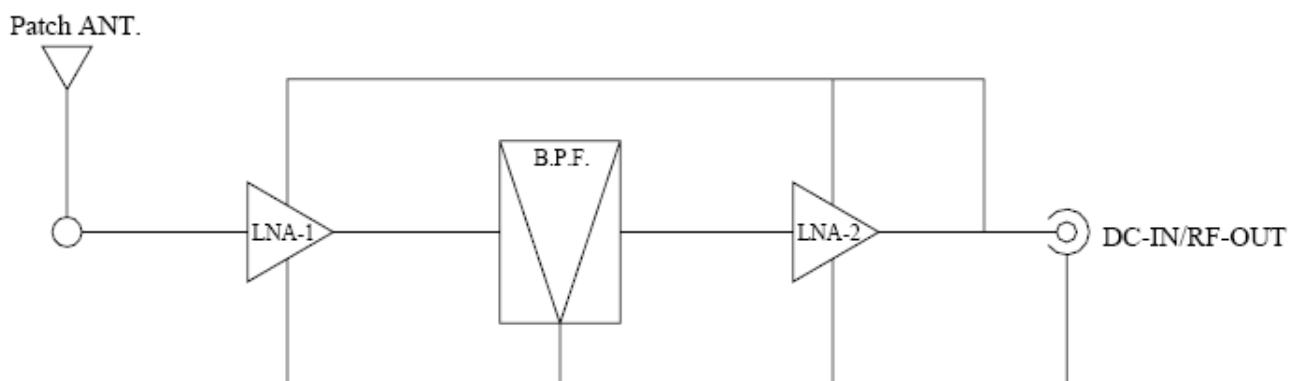 Patch ANT.
B.P.F.
LNA-1
LNA-2
DC-IN/RF-OUT